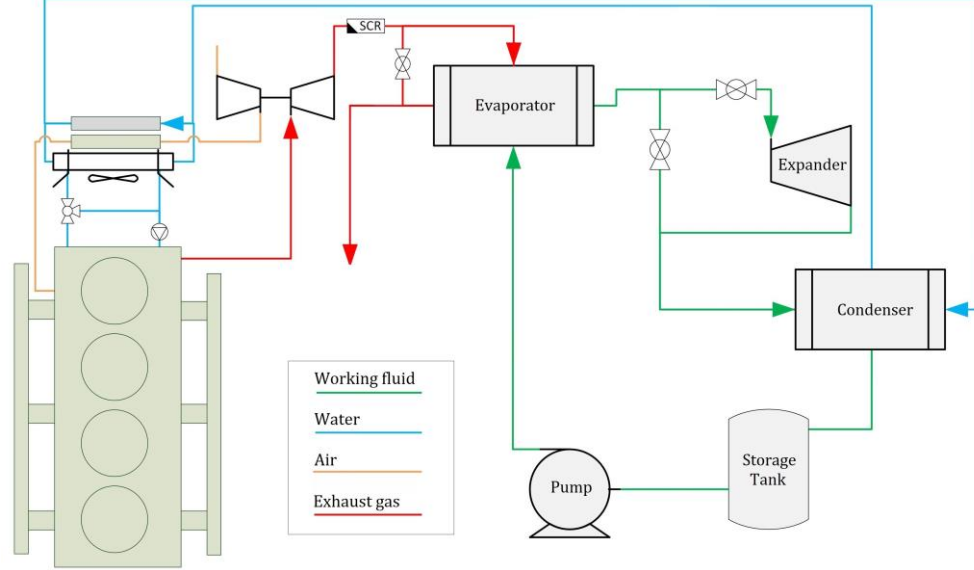 SCR
Evaporator
Expander
Condenser
Working fluid
Water
Air
Exhaust gas
Storage
Tank
Pump